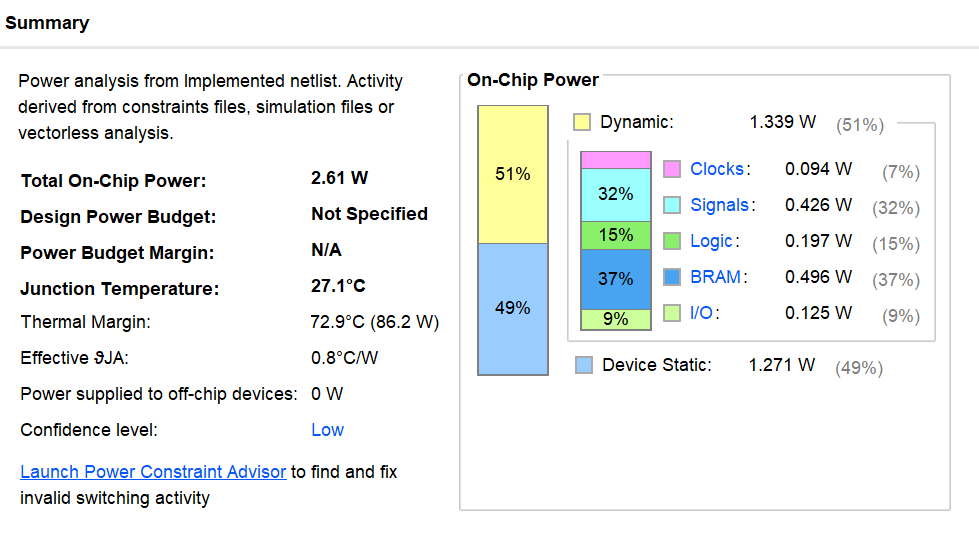 Summary
Power analysis from Implemented netlist. Activity
derived from constraints files, simulation files or
vectorless analysis.
Total On-Chip Power: 2.61 W
Design Power Budget: Not Specified
Power Budget Margin: N/A
Junction Temperature: 27.1°C
Thermal Margin: 72.9°C (86.2 W)
Effective ϑJA: 0.8°C/W
Power supplied to off-chip devices: 0 W
Confidence level: Low
Launch Power Constraint Advisor to find and fix
invalid switching activity
On-Chip Power
51%
49%
Dynamic: 1.339 W (51%)
32%
15%
37%
9%
Clocks: 0.094 W (7%)
Signals: 0.426 W (32%)
Logic: 0.197 W (15%)
BRAM: 0.496 W (37%)
I/O: 0.125 W (9%)
Device Static: 1.271 W (49%)